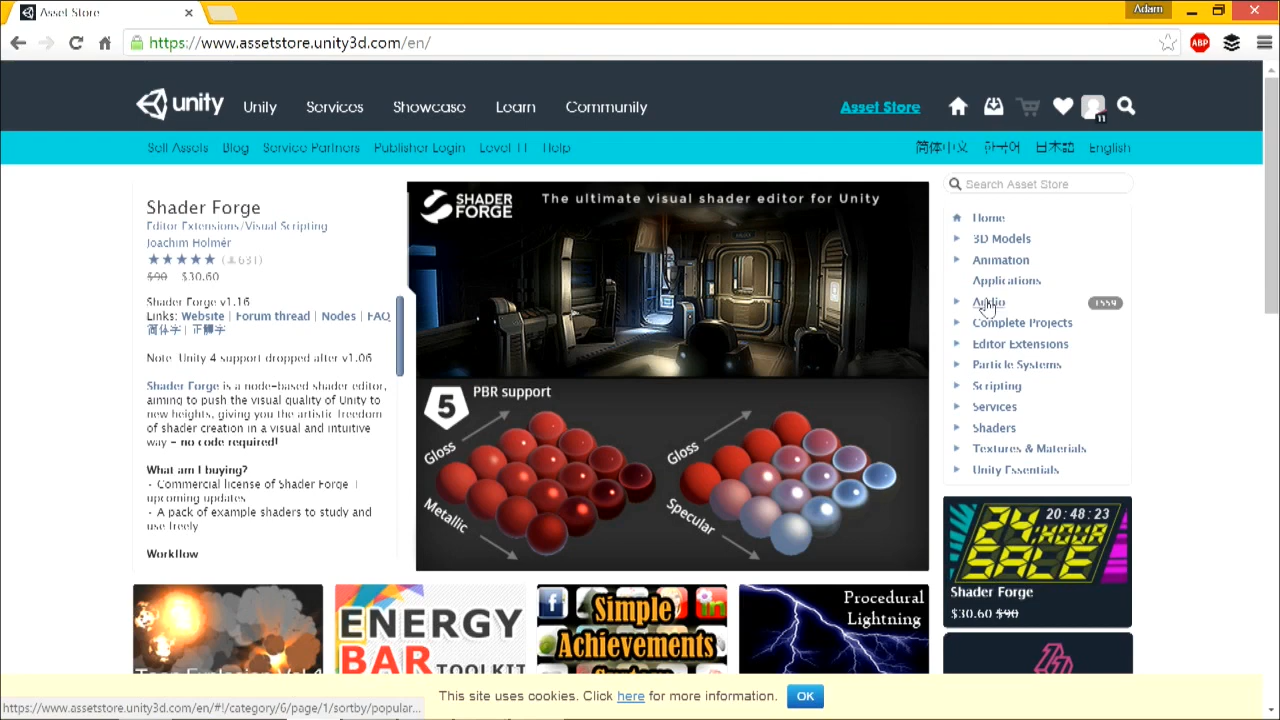 Asset Store
Adam
https://www.assetstore.unity3d.com/en/
ABP
unity
Unity Services Showcase Learn Community
Asset Store
11
Sell Assets Blog Service Partners Publisher Login Level 11 Help
简体中文 한국어 日本語 English
Shader Forge
Editor Extensions/Visual Scripting
Joachim Holmér
(631)
$90 $30.60
Shader Forge v1.16
Links: Website | Forum thread | Nodes | FAQ
简体字 | 正體字
Note: Unity 4 support dropped after v1.06
Shader Forge is a node-based shader editor,
aiming to push the visual quality of Unity to
new heights, giving you the artistic freedom
of shader creation in a visual and intuitive
way - no code required!
What am I buying?
- Commercial license of Shader Forge |
upcoming updates
- A pack of example shaders to study and
use freely
Workflow
SHADER
FORGE
The ultimate visual shader editor for Unity
5
PBR support
Gloss
Metallic
Gloss
Specular
Search Asset Store
Home
3D Models
Animation
Applications
Audio 1559
Complete Projects
Editor Extensions
Particle Systems
Scripting
Services
Shaders
Textures & Materials
Unity Essentials
20:48:23
24 HOUR
SALE
Shader Forge
$30.60 $90
ENERGY
BAR
TOOLKIT
Simple
Achievements
Procedural
Lightning
This site uses cookies. Click here for more information. OK
https://www.assetstore.unity3d.com/en/#!/category/6/page/1/sortby/popular...